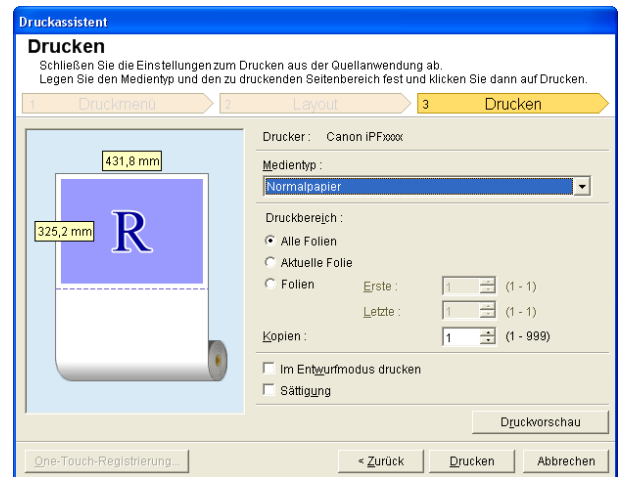 Druckassistent
Drucken
Schließen Sie die Einstellungen zum Drucken aus der Quellanwendung ab.
Legen Sie den Medientyp und den zu druckenden Seitenbereich fest und klicken Sie dann auf Drucken.
1 Druckmenü 2 Layout 3 Drucken
Drucker : Canon iPFxxxx
431,8 mm
Medientyp :
Normalpapier
325,2 mm
R
Druckbereich :
Alle Folien
Aktuelle Folie
Folien Erste : 1 (1 - 1)
Letzte : 1 (1 - 1)
Kopien : 1 (1 - 999)
Im Entwurfmodus drucken
Sättigung
Druckvorschau
One-Touch-Registrierung... < Zurück Drucken Abbrechen